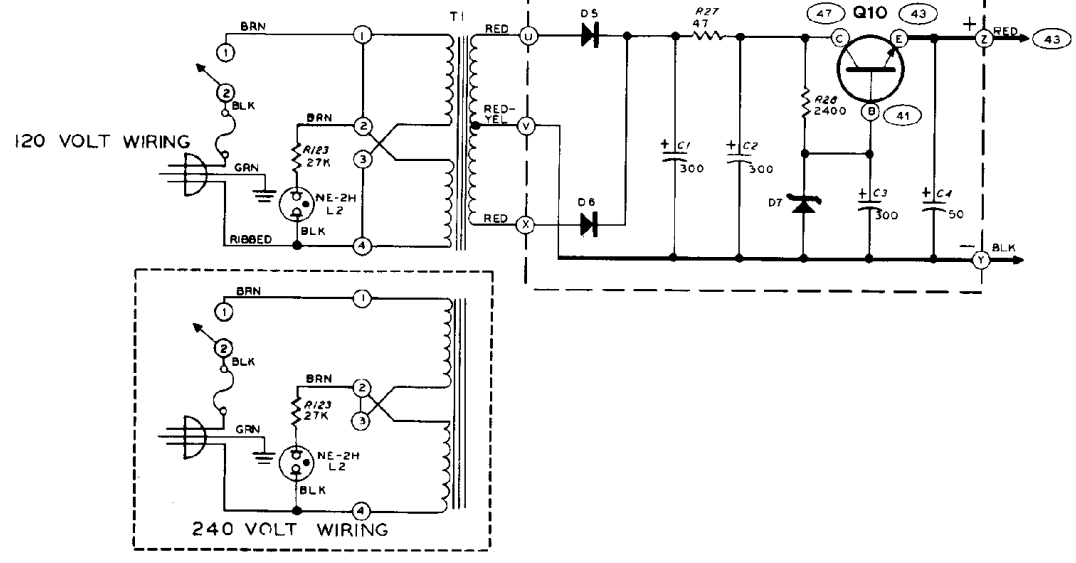 T1
BRN
1
1
2
BLK
120 VOLT WIRING
GRN
BRN
2
R123
27K
3
NE-2H
L2
BLK
RIBBED
4
RED
U
RED-
YEL
V
RED
X
D5
D6
R27
47
+ C1
300
+ C2
300
47
Q10
43
C
E
B
41
R28
2400
D7
+ C3
300
+ C4
50
+
Z
RED
43
−
Y
BLK
BRN
1
1
2
BLK
BRN
2
R123
27K
3
GRN
NE-2H
L2
BLK
4
240 VOLT WIRING